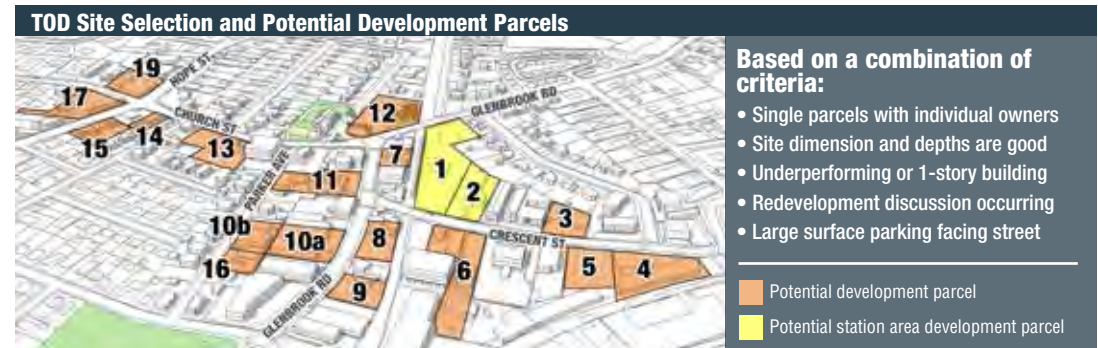 TOD Site Selection and Potential Development Parcels
19
HOPE ST.
17
CHURCH ST
15
14
13
12
GLENBROOK RD
7
1
2
11
PARKER AVE
3
10b
10a
8
CRESCENT ST.
16
6
5
4
9
GLENBROOK RD
Based on a combination of
criteria:
• Single parcels with individual owners
• Site dimension and depths are good
• Underperforming or 1-story building
• Redevelopment discussion occurring
• Large surface parking facing street
Potential development parcel
Potential station area development parcel